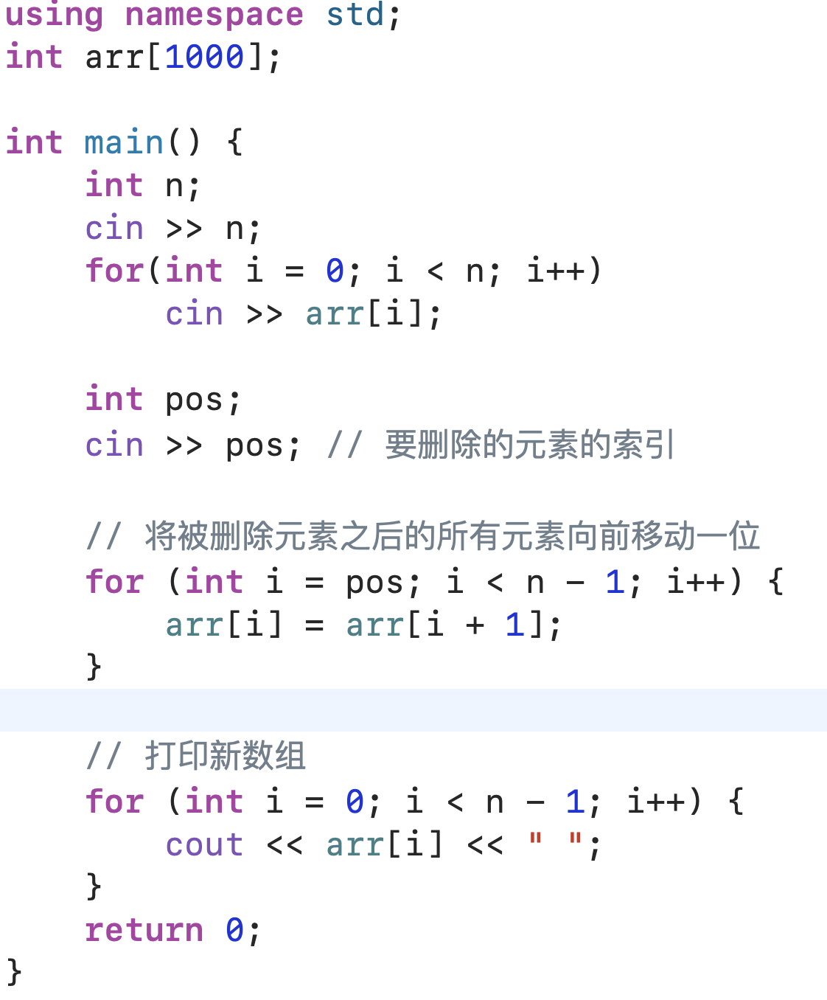 using namespace std;
int arr[1000];
int main() {
int n;
cin >> n;
for(int i = 0; i < n; i++)
cin >> arr[i];
int pos;
cin >> pos; // 要删除的元素的索引
// 将被删除元素之后的所有元素向前移动一位
for (int i = pos; i < n - 1; i++) {
arr[i] = arr[i + 1];
}
// 打印新数组
for (int i = 0; i < n - 1; i++) {
cout << arr[i] << " ";
}
return 0;
}